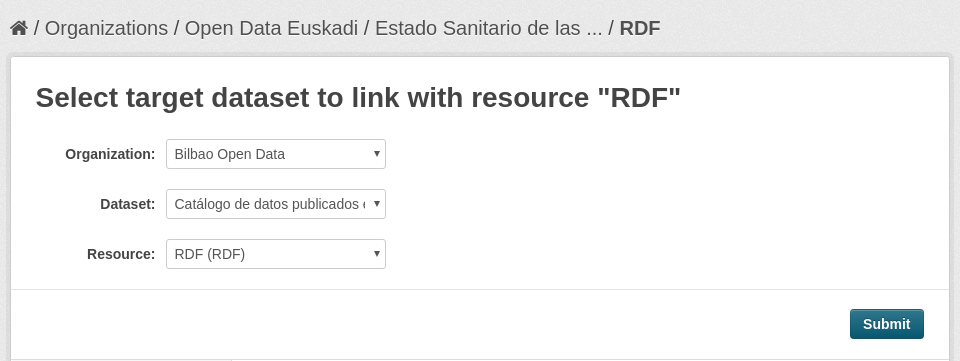 / Organizations / Open Data Euskadi / Estado Sanitario de las ... / RDF
Select target dataset to link with resource "RDF"
Organization: Bilbao Open Data
Dataset: Catálogo de datos publicados
Resource: RDF (RDF)
Submit